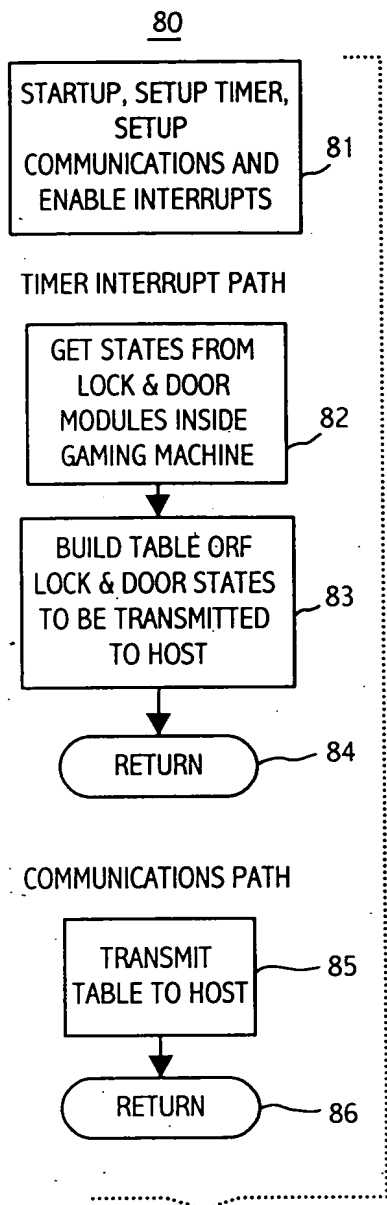 80
STARTUP, SETUP TIMER,
SETUP
COMMUNICATIONS AND
ENABLE INTERRUPTS
81
TIMER INTERRUPT PATH
GET STATES FROM
LOCK & DOOR
MODULES INSIDE
GAMING MACHINE
82
BUILD TABLE ORF
LOCK & DOOR STATES
TO BE TRANSMITTED
TO HOST
83
RETURN
84
COMMUNICATIONS PATH
TRANSMIT
TABLE TO HOST
85
RETURN
86